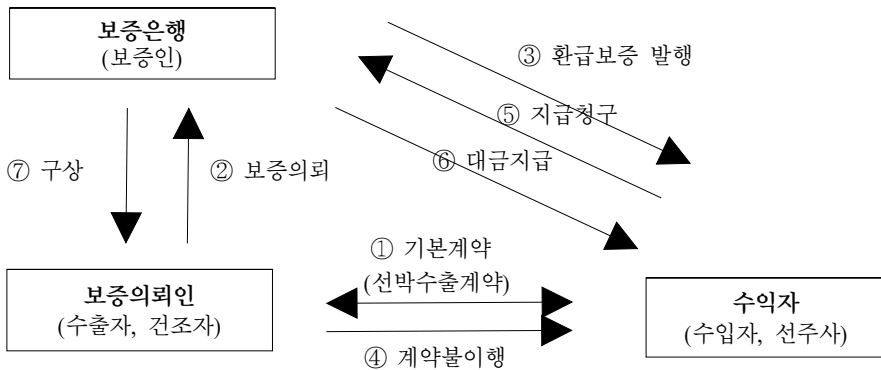 보증은행
(보증인)
③ 환급보증 발행
⑤ 지급청구
⑥ 대금지급
⑦ 구상
② 보증의뢰
① 기본계약
(선박수출계약)
보증의뢰인
(수출자, 건조자)
수익자
(수입자, 선주사)
④ 계약불이행